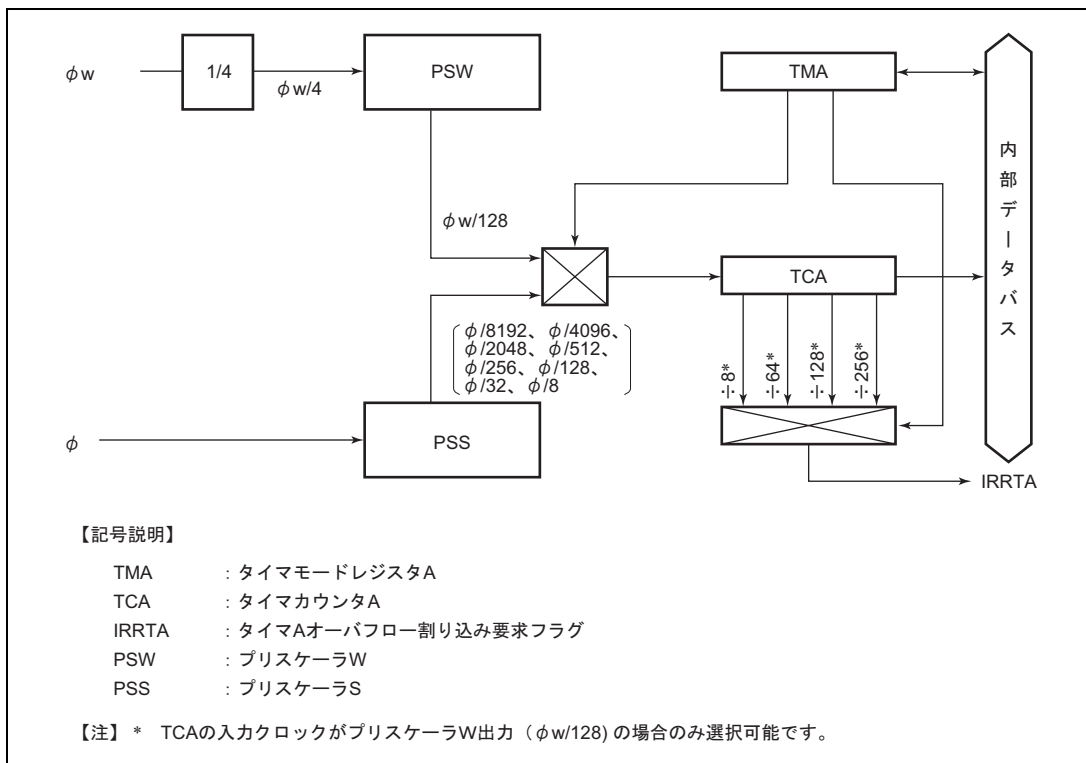 φw
1/4
φw/4
PSW
TMA
内部データバス
φw/128
TCA
φ/8192、φ/4096、
φ/2048、φ/512、
φ/256、φ/128、
φ/32、φ/8
÷8*
÷64*
÷128*
÷256*
φ
PSS
IRRTA
【記号説明】
TMA : タイマモードレジスタA
TCA : タイマカウンタA
IRRTA : タイマAオーバフロー割り込み要求フラグ
PSW : プリスケーラW
PSS : プリスケーラS
【注】 * TCAの入力クロックがプリスケーラW出力(φw/128) の場合のみ選択可能です。